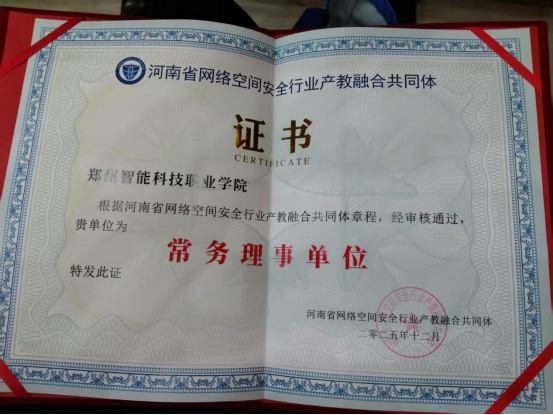 河南省网络空间安全行业产教融合共同体
证书
CERTIFICATE
郑州智能科技职业学院
根据河南省网络空间安全行业产教融合共同体章程，经审核通过，
贵单位为
常务理事单位
特发此证
河南省网络空间安全行业产教融合共同体
二零二五年十二月